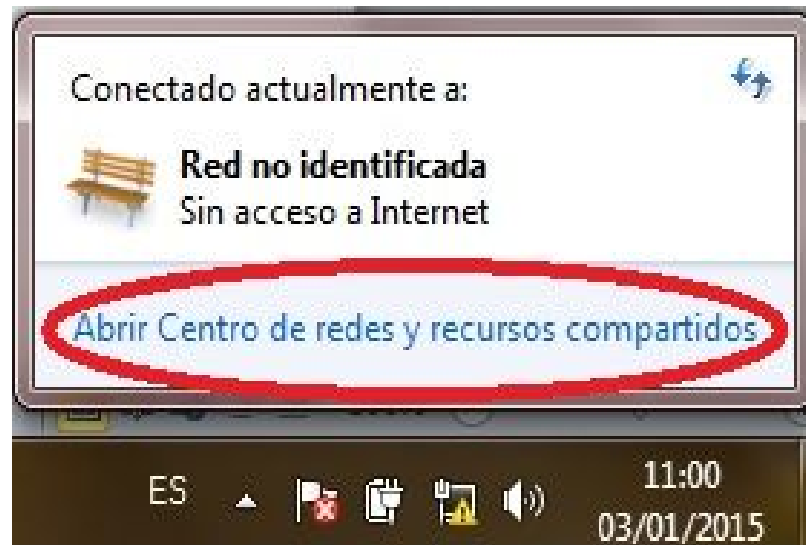 Conectado actualmente a:
Red no identificada
Sin acceso a Internet
Abrir Centro de redes y recursos compartidos
ES
11:00
03/01/2015